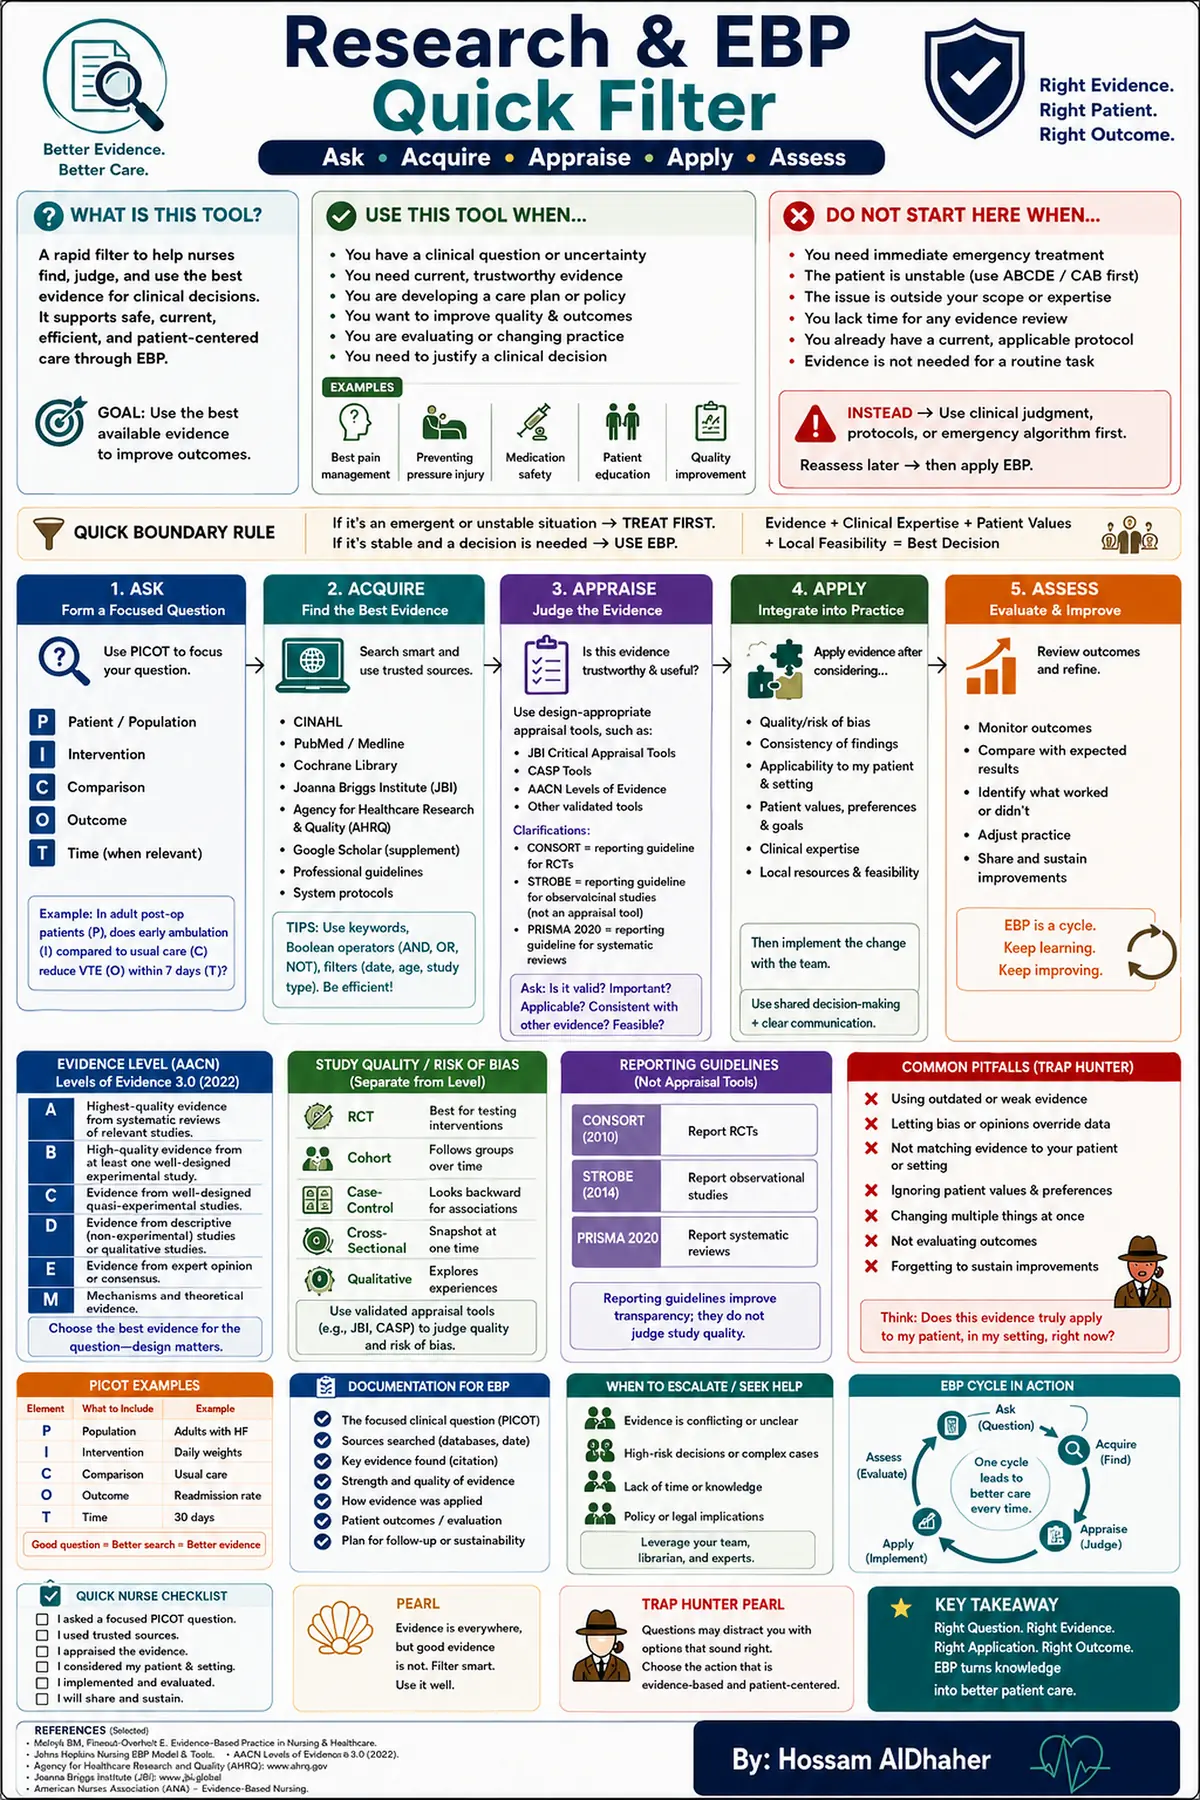 Research & EBP
Quick Filter
Ask • Acquire • Appraise • Apply • Assess
Better Evidence.
Better Care.
Right Evidence.
Right Patient.
Right Outcome.
WHAT IS THIS TOOL?
A rapid filter to help nurses
find, judge, and use the best
evidence for clinical decisions.
It supports safe, current,
efficient, and patient-centered
care through EBP.
GOAL: Use the best
available evidence
to improve outcomes.
USE THIS TOOL WHEN...
• You have a clinical question or uncertainty
• You need current, trustworthy evidence
• You are developing a care plan or policy
• You want to improve quality & outcomes
• You are evaluating or changing practice
• You need to justify a clinical decision
EXAMPLES
Best pain
management
Preventing
pressure injury
Medication
safety
Patient
education
Quality
improvement
DO NOT START HERE WHEN...
• You need immediate emergency treatment
• The patient is unstable (use ABCDE / CAB first)
• The issue is outside your scope or expertise
• You lack time for any evidence review
• You already have a current, applicable protocol
• Evidence is not needed for a routine task
INSTEAD → Use clinical judgment,
protocols, or emergency algorithm first.
Reassess later → then apply EBP.
QUICK BOUNDARY RULE
If it's an emergent or unstable situation → TREAT FIRST.
If it's stable and a decision is needed → USE EBP.
Evidence + Clinical Expertise + Patient Values
+ Local Feasibility = Best Decision
1. ASK
Form a Focused Question
Use PICOT to focus
your question.
P Patient / Population
I Intervention
C Comparison
O Outcome
T Time (when relevant)
Example: In adult post-op
patients (P), does early ambulation
(I) compared to usual care (C)
reduce VTE (O) within 7 days (T)?
2. ACQUIRE
Find the Best Evidence
Search smart and
use trusted sources.
• CINAHL
• PubMed / Medline
• Cochrane Library
• Joanna Briggs Institute (JBI)
• Agency for Healthcare Research
& Quality (AHRQ)
• Google Scholar (supplement)
• Professional guidelines
• System protocols
TIPS: Use keywords,
Boolean operators (AND, OR,
NOT), filters (date, age, study
type). Be efficient!
3. APPRAISE
Judge the Evidence
Is this evidence
trustworthy & useful?
Use design-appropriate
appraisal tools, such as:
• JBI Critical Appraisal Tools
• CASP Tools
• AACN Levels of Evidence
• Other validated tools
Clarifications:
• CONSORT = reporting guideline
for RCTs
• STROBE = reporting guideline
for observalcinal studies
(not an appraisal tool)
• PRISMA 2020 = reporting
guideline for systematic
reviews
Ask: Is it valid? Important?
Applicable? Consistent with
other evidence? Feasible?
4. APPLY
Integrate into Practice
Apply evidence after
considering...
• Quality/risk of bias
• Consistency of findings
• Applicability to my patient
& setting
• Patient values, preferences
& goals
• Clinical expertise
• Local resources & feasibility
Then implement the change
with the team.
Use shared decision-making
+ clear communication.
5. ASSESS
Evaluate & Improve
Review outcomes
and refine.
• Monitor outcomes
• Compare with expected
results
• Identify what worked
or didn't
• Adjust practice
• Share and sustain
improvements
EBP is a cycle.
Keep learning.
Keep improving.
EVIDENCE LEVEL (AACN)
Levels of Evidence 3.0 (2022)
A Highest-quality evidence
from systematic reviews
of relevant studies.
B High-quality evidence from
at least one well-designed
experimental study.
C Evidence from well-designed
quasi-experimental studies.
D Evidence from descriptive
(non-experimental) studies
or qualitative studies.
E Evidence from expert opinion
or consensus.
M Mechanisms and theoretical
evidence.
Choose the best evidence for the
question—design matters.
STUDY QUALITY / RISK OF BIAS
(Separate from Level)
RCT
Best for testing
interventions
Cohort
Follows groups
over time
Case-
Control
Looks backward
for associations
Cross-
Sectional
Snapshot at
one time
Qualitative
Explores
experiences
Use validated appraisal tools
(e.g., JBI, CASP) to judge quality
and risk of bias.
REPORTING GUIDELINES
(Not Appraisal Tools)
CONSORT
(2010)
Report RCTs
STROBE
(2014)
Report observational
studies
PRISMA 2020
Report systematic
reviews
Reporting guidelines improve
transparency; they do not
judge study quality.
COMMON PITFALLS (TRAP HUNTER)
Using outdated or weak evidence
Letting bias or opinions override data
Not matching evidence to your patient
or setting
Ignoring patient values & preferences
Changing multiple things at once
Not evaluating outcomes
Forgetting to sustain improvements
Think: Does this evidence truly apply
to my patient, in my setting, right now?
PICOT EXAMPLES
Element What to Include Example
P Population Adults with HF
I Intervention Daily weights
C Comparison Usual care
O Outcome Readmission rate
T Time 30 days
Good question = Better search = Better evidence
DOCUMENTATION FOR EBP
The focused clinical question (PICOT)
Sources searched (databases, date)
Key evidence found (citation)
Strength and quality of evidence
How evidence was applied
Patient outcomes / evaluation
Plan for follow-up or sustainability
WHEN TO ESCALATE / SEEK HELP
Evidence is conflicting or unclear
High-risk decisions or complex cases
Lack of time or knowledge
Policy or legal implications
Leverage your team,
librarian, and experts.
EBP CYCLE IN ACTION
Ask
(Question)
Acquire
(Find)
Appraise
(Judge)
Apply
(Implement)
Assess
(Evaluate)
One cycle
leads to
better care
every time.
QUICK NURSE CHECKLIST
I asked a focused PICOT question.
I used trusted sources.
I appraised the evidence.
I considered my patient & setting.
I implemented and evaluated.
I will share and sustain.
PEARL
Evidence is everywhere,
but good evidence
is not. Filter smart.
Use it well.
TRAP HUNTER PEARL
Questions may distract you with
options that sound right.
Choose the action that is
evidence-based and patient-centered.
KEY TAKEAWAY
Right Question. Right Evidence.
Right Application. Right Outcome.
EBP turns knowledge
into better patient care.
REFERENCES (Selected)
• BM, E. Evidence-Based Practice in Nursing & Healthcare.
• Johns Hopkins Nursing EBP Model & Tools. • AACN Levels of Evidence 3.0 (2022).
• Agency for Healthcare Research and Quality (AHRQ): www.ahrq.gov
• Joanna Briggs Institute (JBI): www.jbi.global
• American Nurses Association (ANA) – Evidence-Based Nursing.
By: Hossam AlDhaher